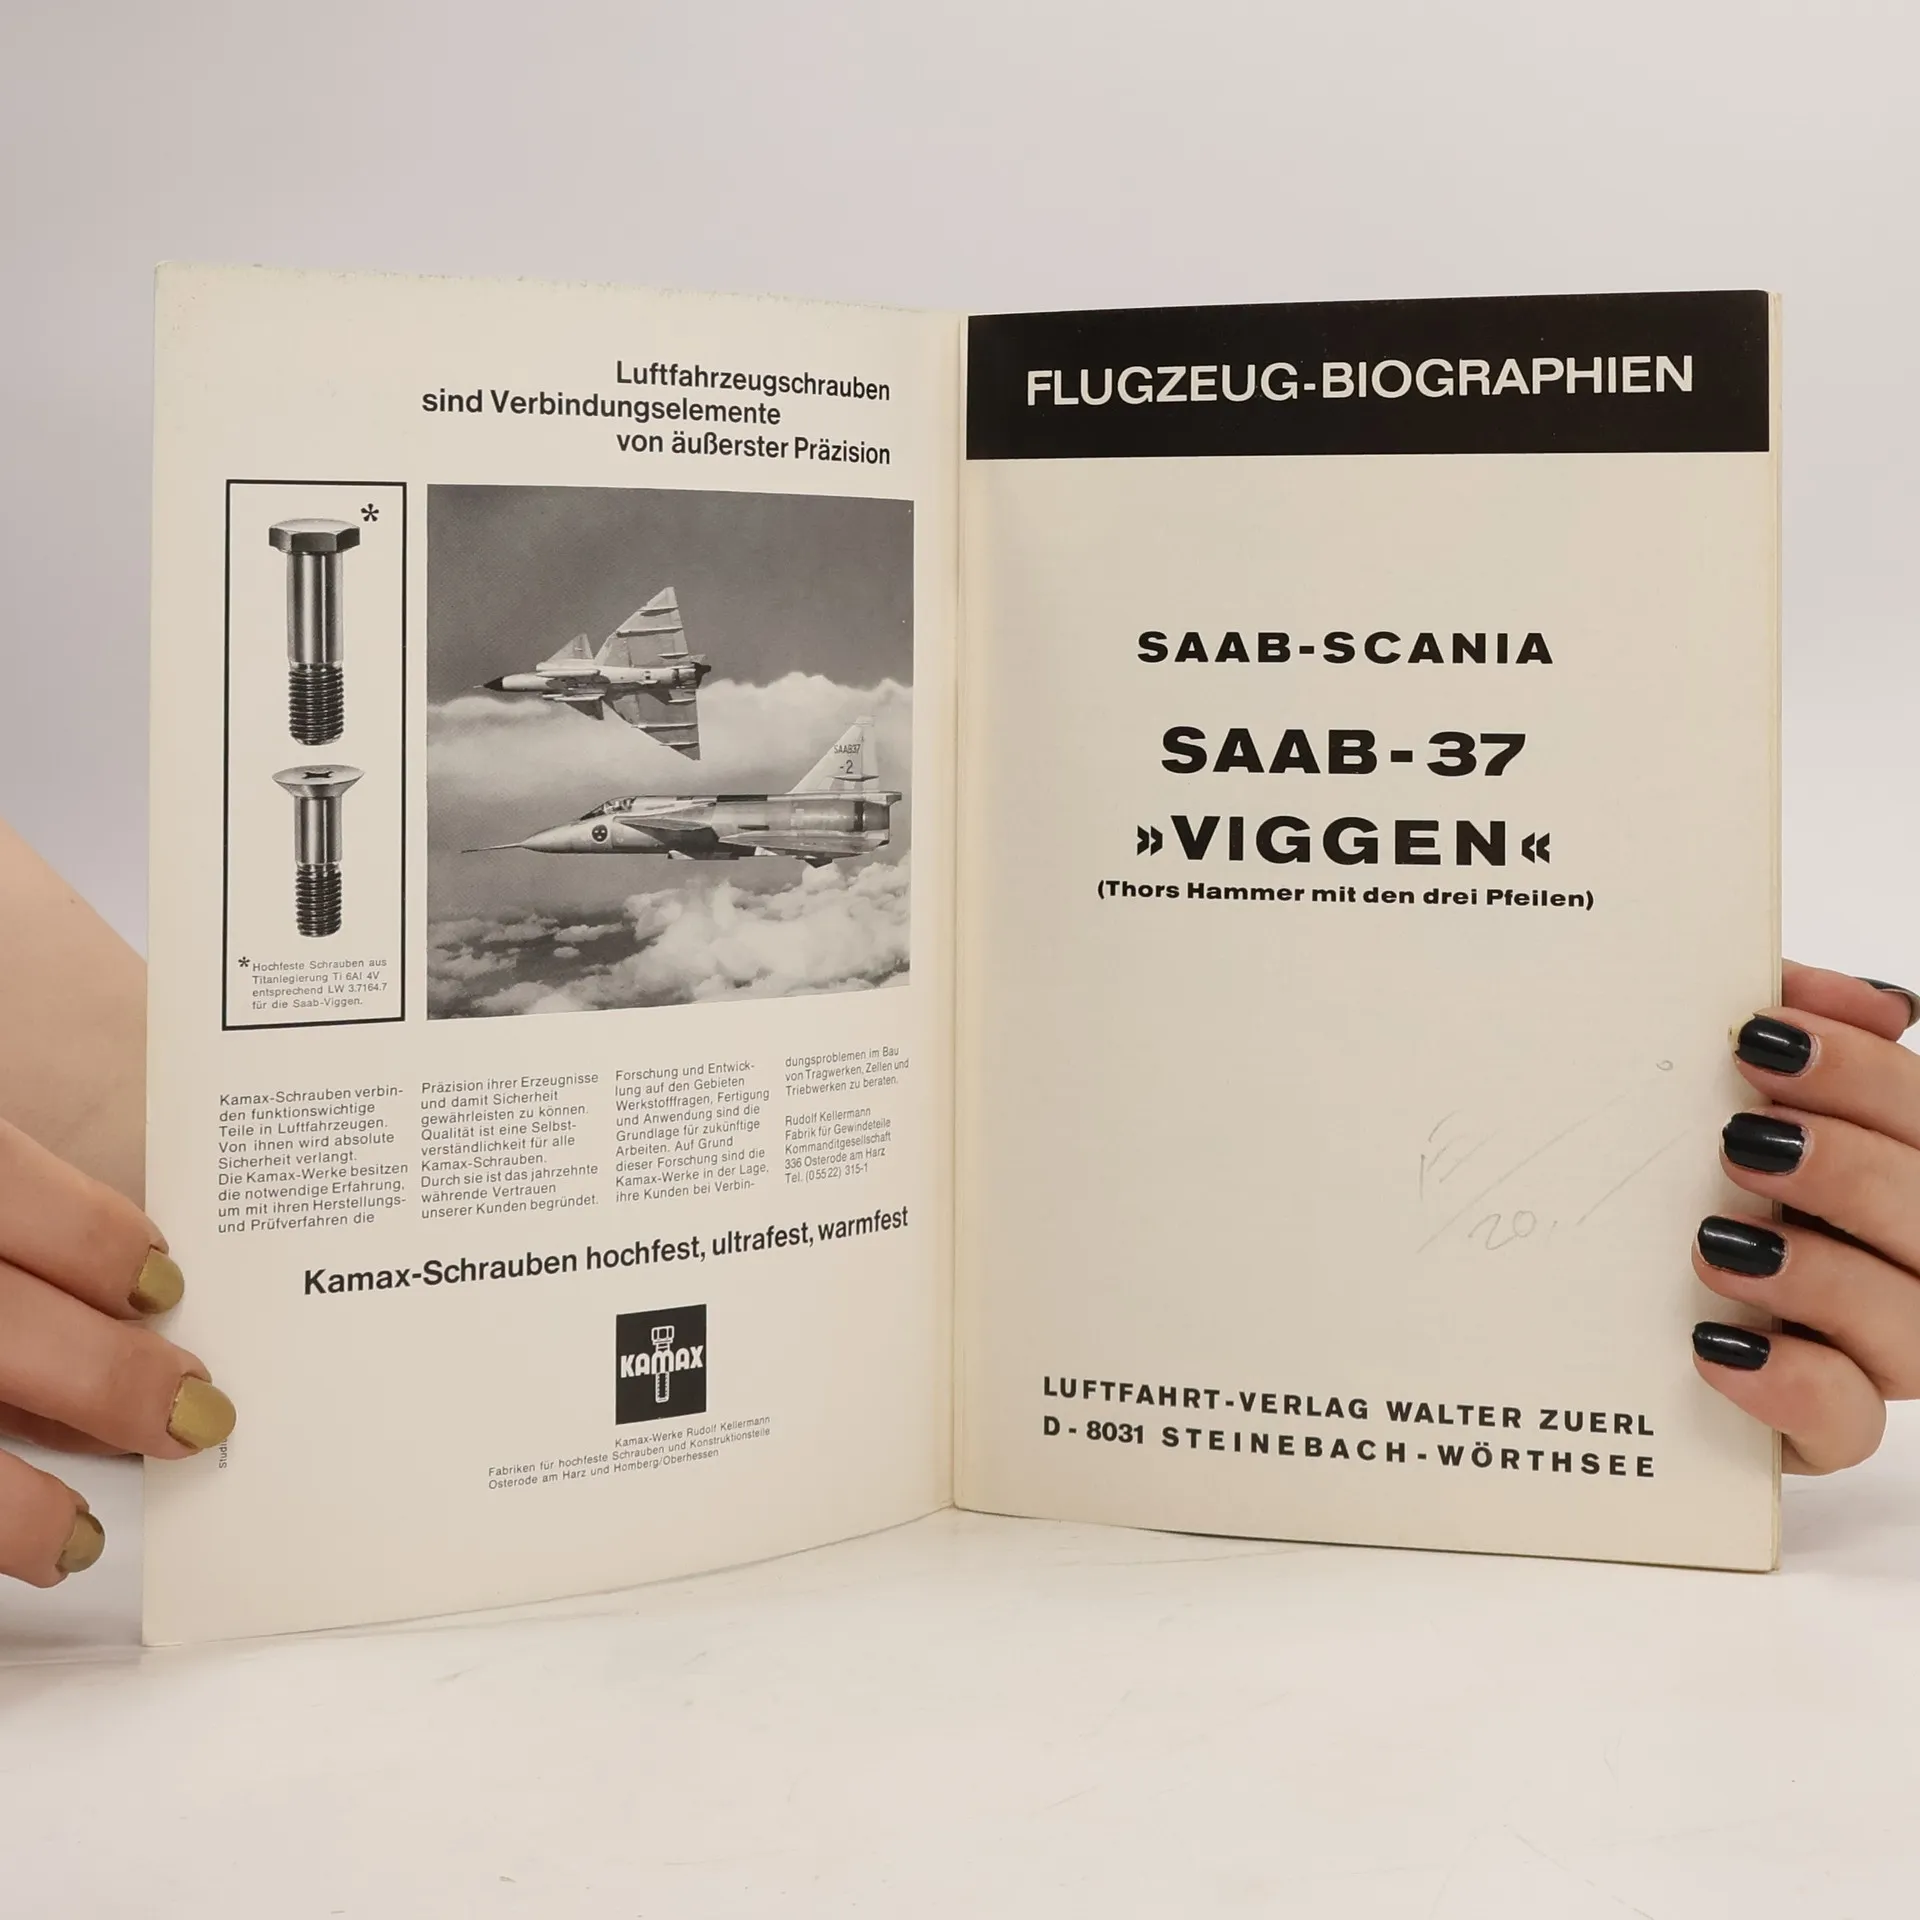 Luftfahrzeugschrauben
sind Verbindungselemente
von äußerster Präzision
*
SAAB37
-2
* Hochfeste Schrauben aus
Titanlegierung Ti 6Al 4V
entsprechend LW 3.7164.7
für die Saab-Viggen.
Kamax-Schrauben verbin-
den funktionswichtige
Teile in Luftfahrzeugen.
Von ihnen wird absolute
Sicherheit verlangt.
Die Kamax-Werke besitzen
die notwendige Erfahrung,
um mit ihren Herstellungs-
und Prüfverfahren die
Präzision ihrer Erzeugnisse
und damit Sicherheit
gewährleisten zu können.
Qualität ist eine Selbst-
verständlichkeit für alle
Kamax-Schrauben.
Durch sie ist das jahrzehnte
währende Vertrauen
unserer Kunden begründet.
Forschung und Entwick-
lung auf den Gebieten
Werkstofffragen, Fertigung
und Anwendung sind die
Grundlage für zukünftige
Arbeiten. Auf Grund
dieser Forschung sind die
Kamax-Werke in der Lage,
ihre Kunden bei Verbin-
dungsproblemen im Bau
von Tragwerken, Zellen und
Triebwerken zu beraten.
Rudolf Kellermann
Fabrik für Gewindeteile
Kommanditgesellschaft
336 Osterode am Harz
Tel. (05522) 315-1
Kamax-Schrauben hochfest, ultrafest, warmfest
KAMAX
Kamax-Werke Rudolf Kellermann
Fabriken für hochfeste Schrauben und Konstruktionsteile
Osterode am Harz und Homberg/Oberhessen
FLUGZEUG-BIOGRAPHIEN
SAAB-SCANIA
SAAB-37
»VIGGEN«
(Thors Hammer mit den drei Pfeilen)
20.
LUFTFAHRT-VERLAG WALTER ZUERL
D-8031 STEINEBACH-WÖRTHSEE